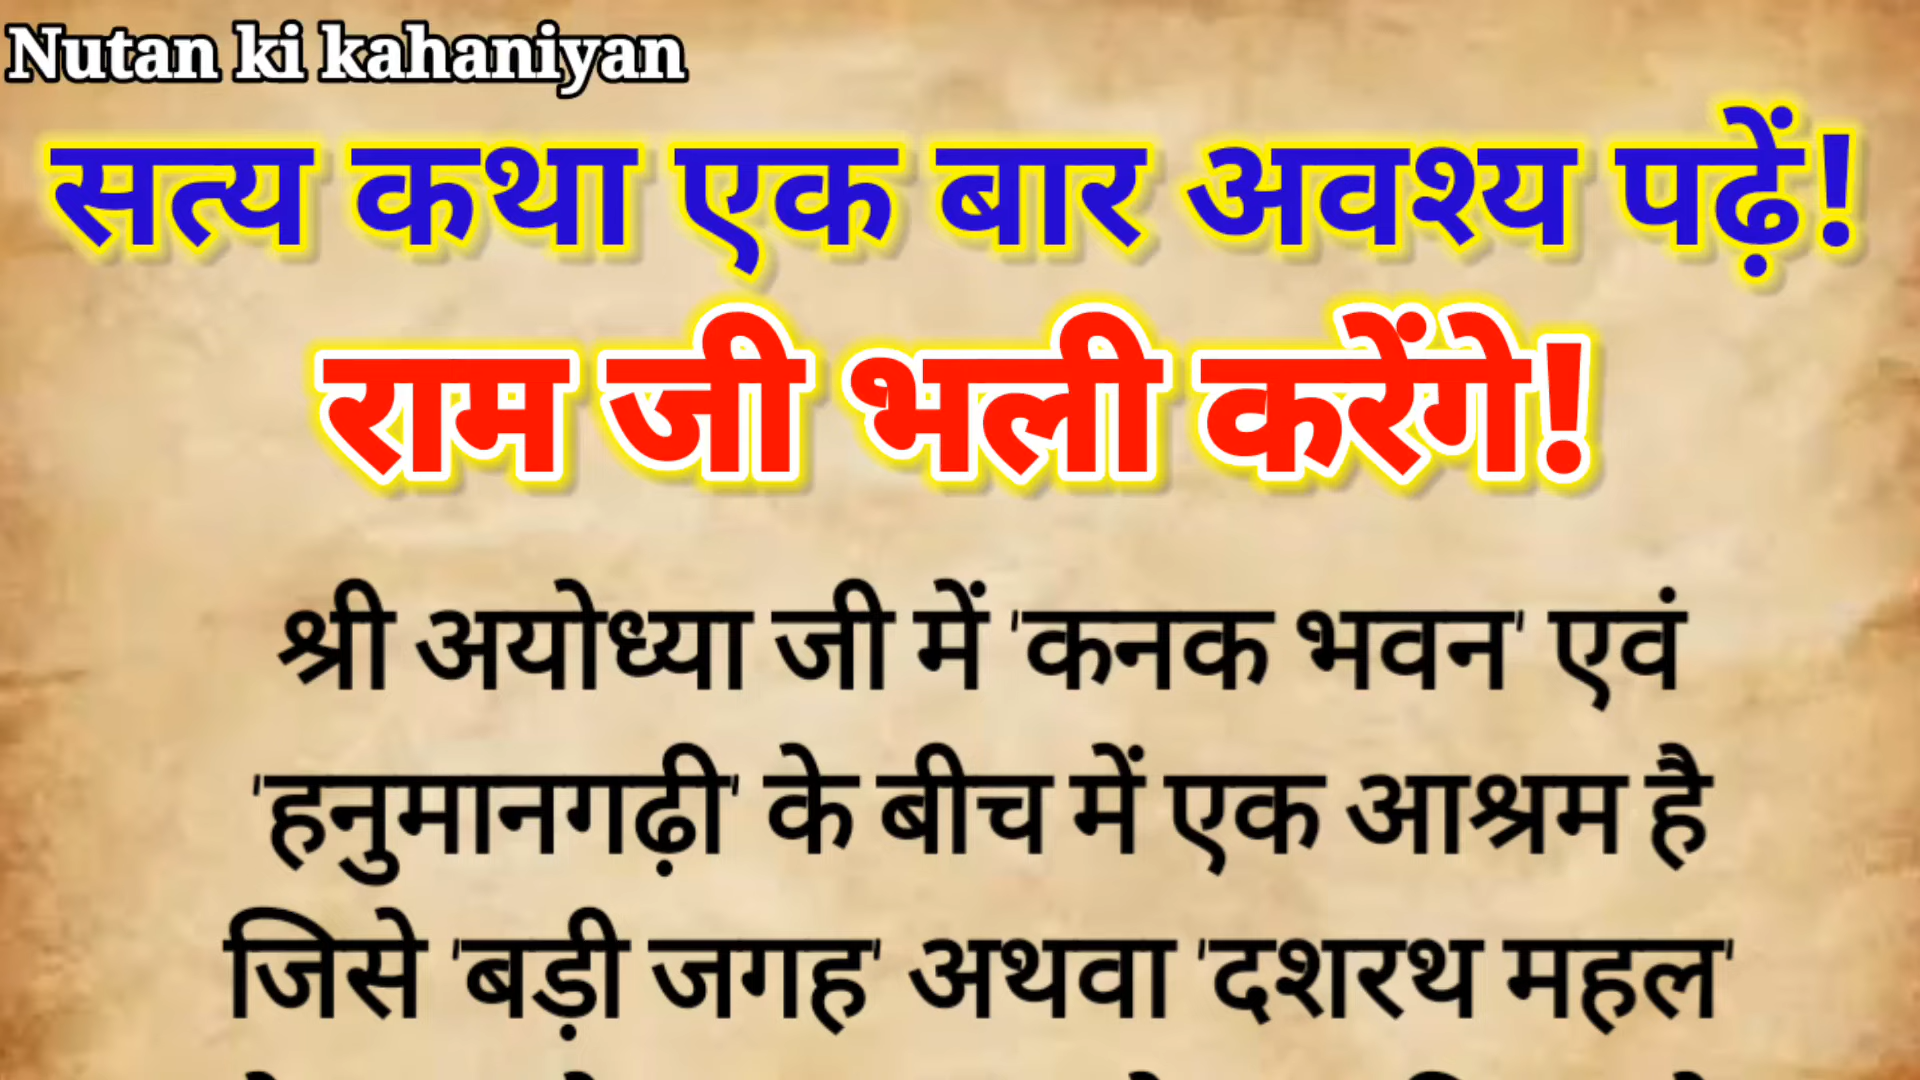 Nutan ki kahaniyan
सत्य कथा एक बार अवश्य पढ़ें!
राम जी भली करेंगे!
श्री अयोध्या जी में 'कनक भवन' एवं
'हनुमानगढ़ी' के बीच में एक आश्रम है
जिसे 'बड़ी जगह' अथवा 'दशरथ महल'